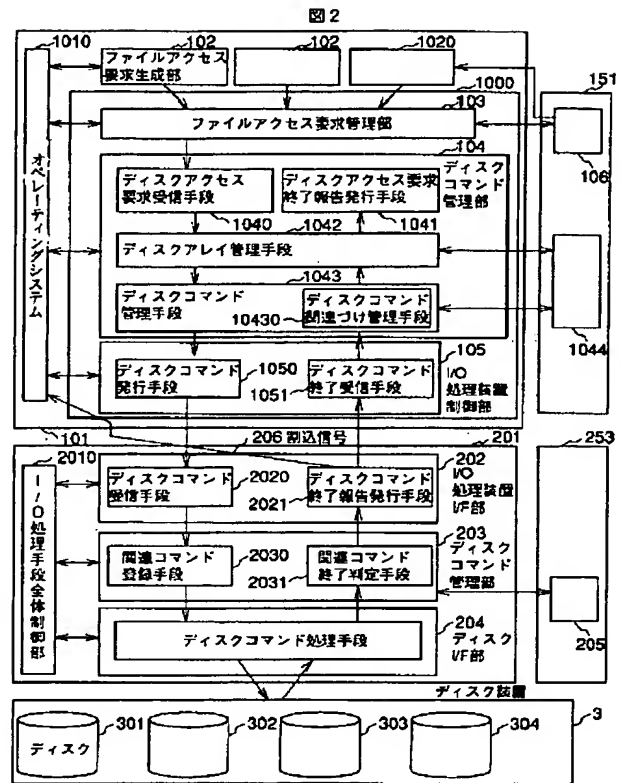 図2
1010
102
102
1020
ファイルアクセス
要求生成部
1000
151
103
ファイルアクセス要求管理部
106
オペレーティングシステム
104
ディスクアクセス
要求受信手段
ディスクアクセス要求
終了報告発行手段
ディスク
コマンド
管理部
1040
1041
1042
ディスクアレイ管理手段
1043
ディスクコマンド
管理手段
ディスクコマンド
関連づけ管理手段
10430
1044
105
ディスクコマンド
発行手段
1050
ディスクコマンド
終了受信手段
1051
I/O
処理装置
制御部
101
206 割込信号
201
253
2010
202
ディスクコマンド
受信手段
2020
ディスクコマンド
終了報告発行手段
2021
I/O
処理装置
I/F部
I/O処理手段全体制御部
203
関連コマンド
登録手段
2030
関連コマンド
終了判定手段
2031
ディスク
コマンド
管理部
204
ディスクコマンド処理手段
ディスク
I/F部
205
ディスク装置
301
302
303
304
3
ディスク